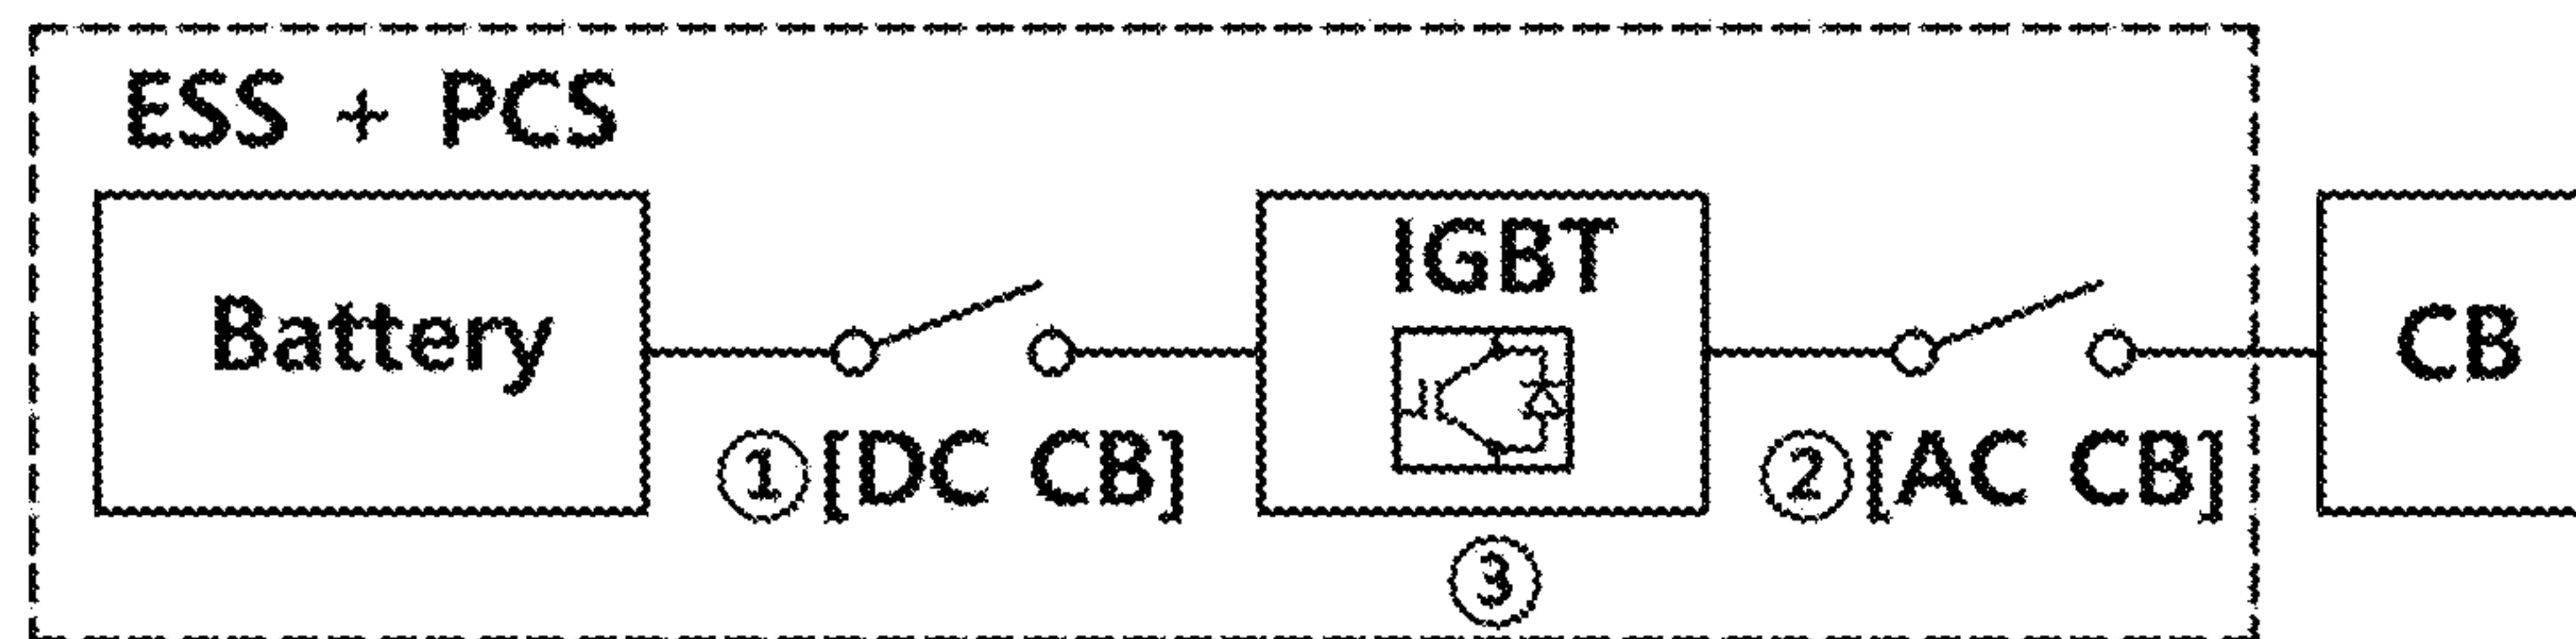 ESS + PCS
Battery
①[DC CB]
IGBT
③
②[AC CB]
CB